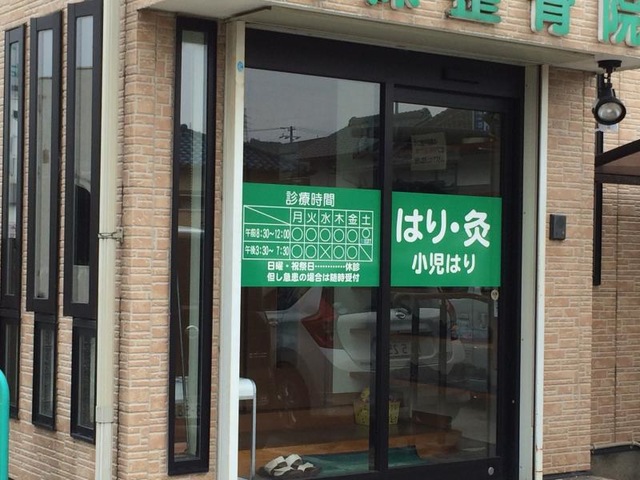 整骨院
診療時間
月火水木金土
午前8:30〜12:00 ○○○○○○
午後3:30〜7:30 ○○×○○
日曜・祝祭日…………休診
但し急患の場合は随時受付
はり・灸
小児はり